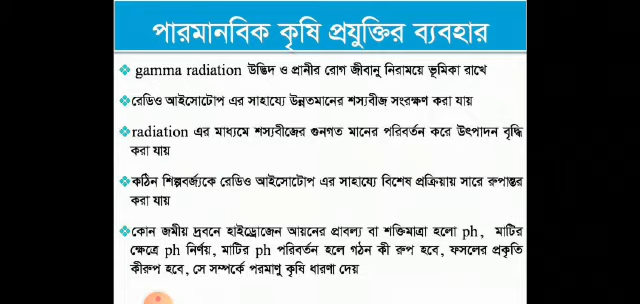 পারমানবিক কৃষি প্রযুক্তির ব্যবহার
❖ gamma radiation উদ্ভিদ ও প্রানীর রোগ জীবানু নিরাময়ে ভূমিকা রাখে
❖ রেডিও আইসোটোপ এর সাহায্যে উন্নতমানের শস্যবীজ সংরক্ষণ করা যায়
❖ radiation এর মাধ্যমে শস্যবীজের গুনগত মানের পরিবর্তন করে উৎপাদন বৃদ্ধি
করা যায়
❖ কঠিন শিল্পবর্জ্যকে রেডিও আইসোটোপ এর সাহায্যে বিশেষ প্রক্রিয়ায় সারে রুপান্তর
করা যায়
❖ কোন জমীয় দ্রবনে হাইড্রোজেন আয়নের প্রাবল্য বা শক্তিমাত্রা হলো ph, মাটির
ক্ষেত্রে ph নির্ণয়, মাটির ph পরিবর্তন হলে গঠন কী রুপ হবে, ফসলের প্রকৃতি
কীরুপ হবে, সে সম্পর্কে পরমাণু কৃষি ধারণা দেয়